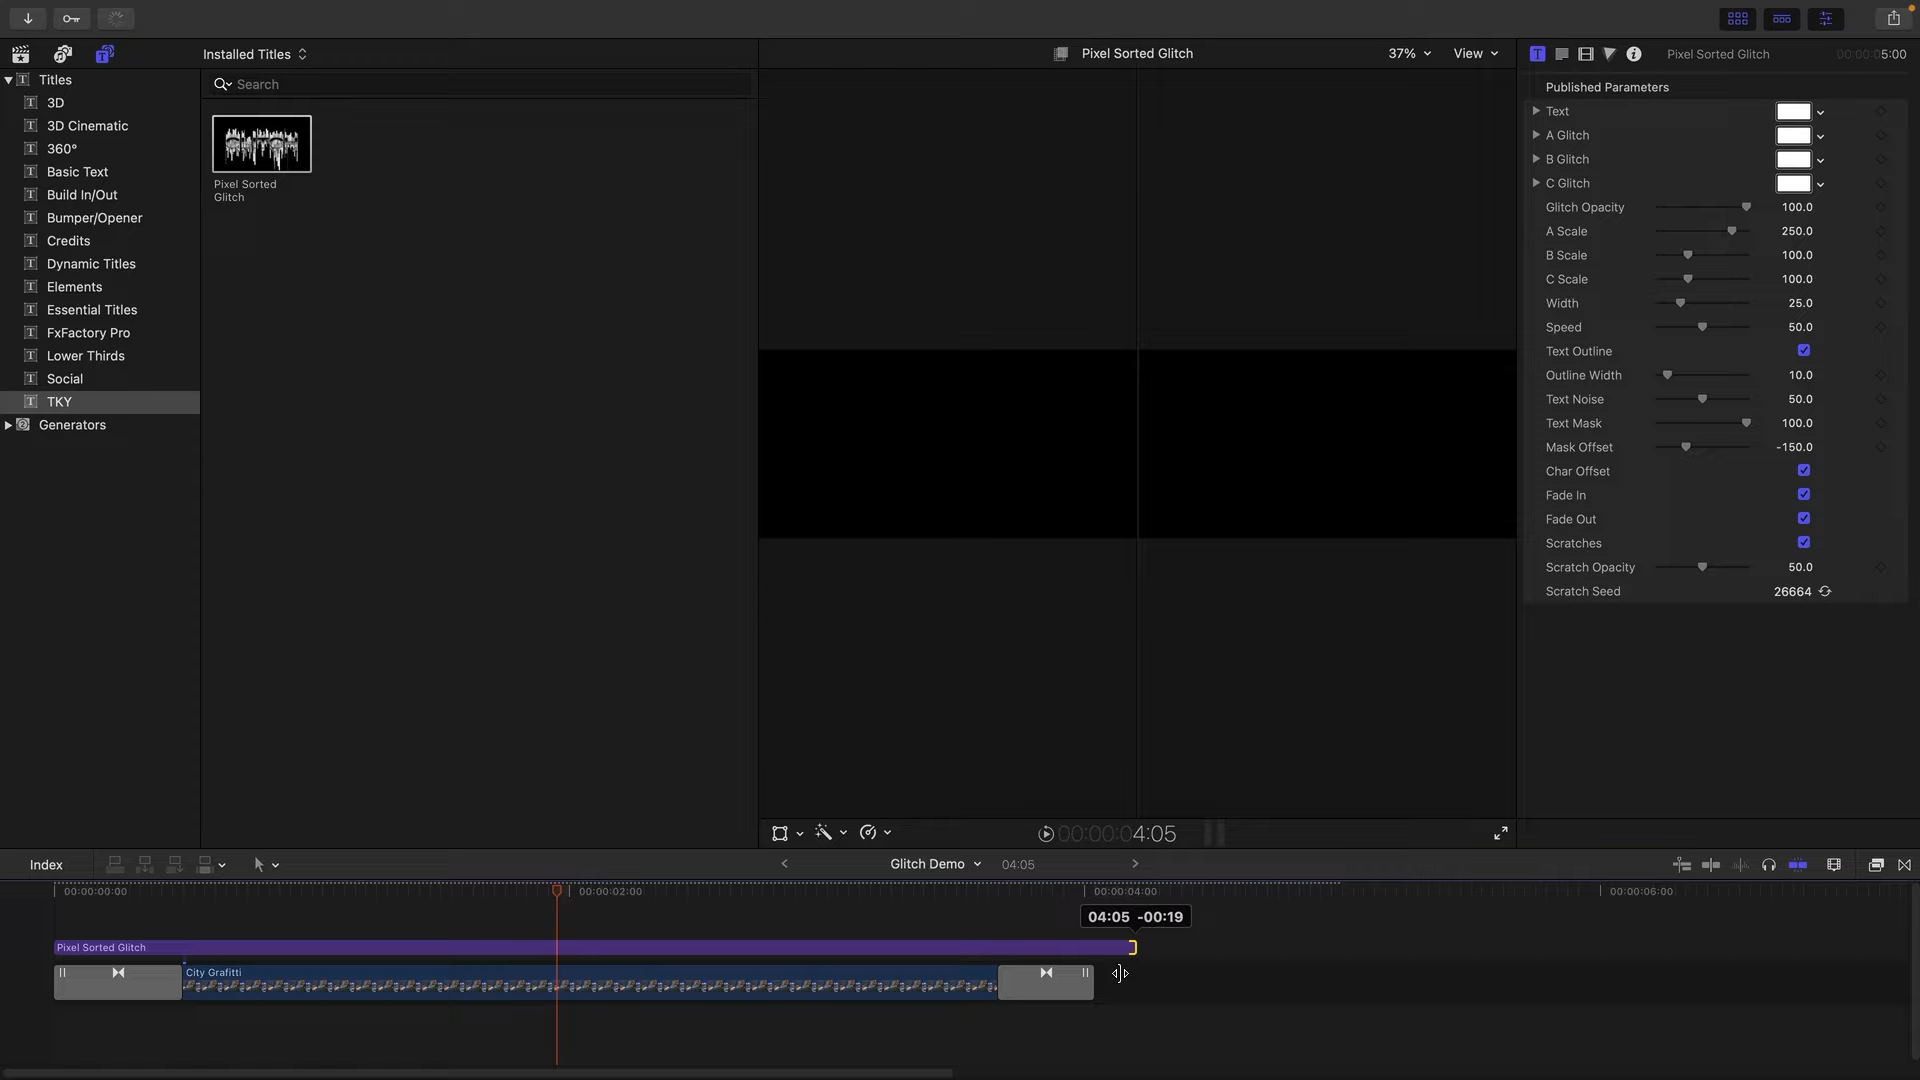 Installed Titles
Pixel Sorted Glitch
37%
View
Pixel Sorted Glitch
00:00:05:00
Titles
3D
3D Cinematic
360°
Basic Text
Build In/Out
Bumper/Opener
Credits
Dynamic Titles
Elements
Essential Titles
FxFactory Pro
Lower Thirds
Social
TKY
Generators
Search
Pixel Sorted
Glitch
Published Parameters
Text
A Glitch
B Glitch
C Glitch
Glitch Opacity 100.0
A Scale 250.0
B Scale 100.0
C Scale 100.0
Width 25.0
Speed 50.0
Text Outline
Outline Width 10.0
Text Noise 50.0
Text Mask 100.0
Mask Offset -150.0
Char Offset
Fade In
Fade Out
Scratches
Scratch Opacity 50.0
Scratch Seed 26664
00:00:04:05
Index
Glitch Demo
04:05
00:00:00:00
00:00:02:00
00:00:04:00
00:00:06:00
04:05 -00:19
Pixel Sorted Glitch
City Grafitti